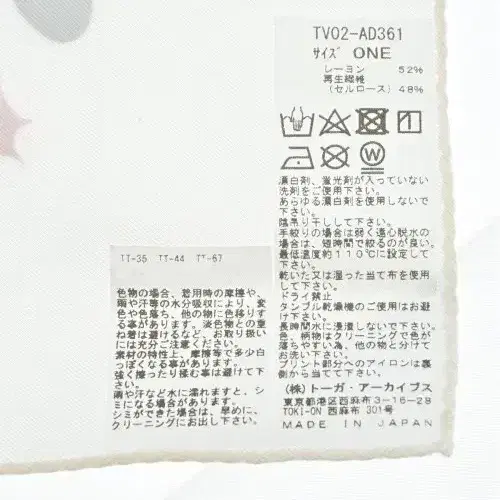 TV02-AD361
サイズ ONE
レーヨン 52%
再生繊維
(セルロース) 48%
漂白剤、蛍光剤が入っていない
洗剤をご使用下さい。
あらゆる漂白剤を使用しないで
下さい。
陰吊り干しして下さい。
手絞りの場合は弱く遠心脱水の
場合は、短時間で絞るのが良い。
最低温度約110℃に設定して
下さい。
乾いた又は湿った当て布を使用
して下さい。
ドライ禁止
タンブル乾燥機のご使用はお避
け下さい。
長時間水に浸漬しないで下さい。
色、柄物はクリーニングで色が
落ちやすい為、他の物と分けて
お洗い下さい。
プリント部分へのアイロンは裏
側から当て下さい。
(株)トーガ・アーカイブス
東京都港区西麻布3-16-28
TOKI-ON 西麻布 301号
MADE IN JAPAN
TT-35 TT-44 TT-67
色物の場合、着用時の摩擦や、
雨や汗等の水分吸収により、変
色や色落ち、他の物に色移りす
る事があります。淡色物との重
ね着は避けるなど、お取り扱い
には充分ご注意ください。
素材の特性上、摩擦等で多少白
っぽくなる事があります。
強く擦ったり揉む事は避けて下
さい。
雨や汗など水に濡れますと、シ
ミになる場合があります。
シミができた場合は、早めに、
クリーニングにお出し下さい。